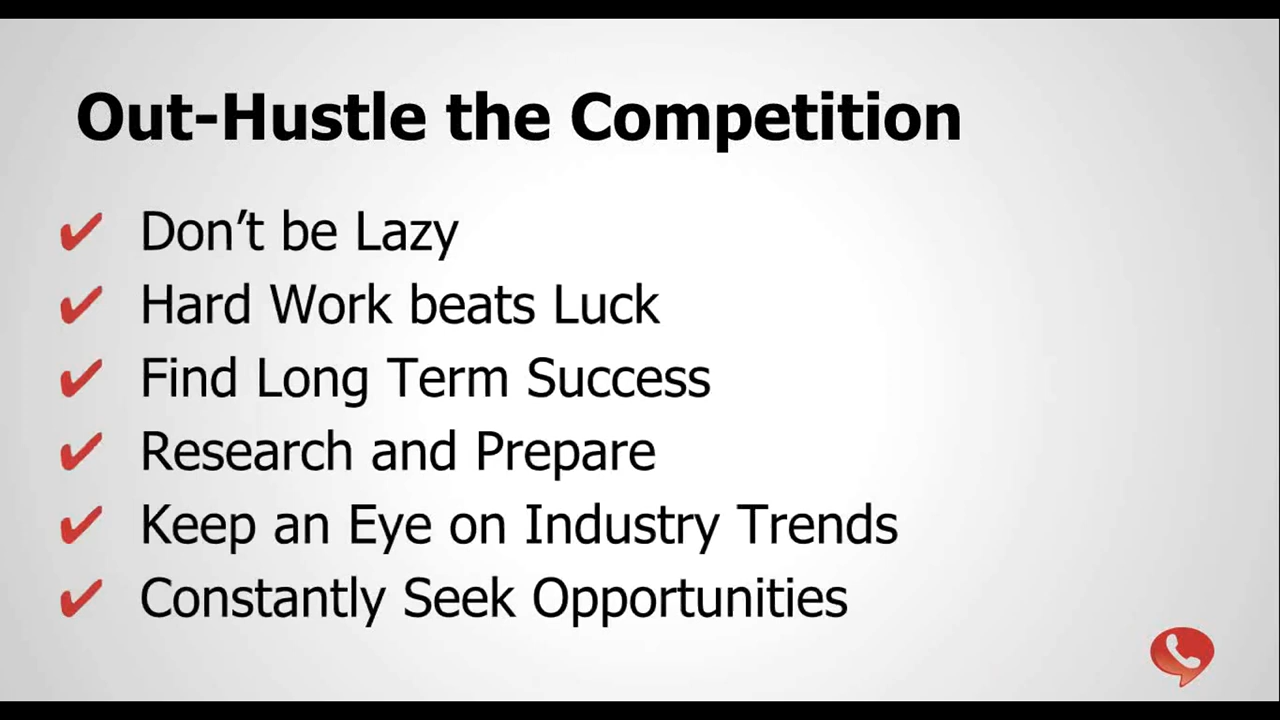 Out-Hustle the Competition
Don’t be Lazy
Hard Work beats Luck
Find Long Term Success
Research and Prepare
Keep an Eye on Industry Trends
Constantly Seek Opportunities